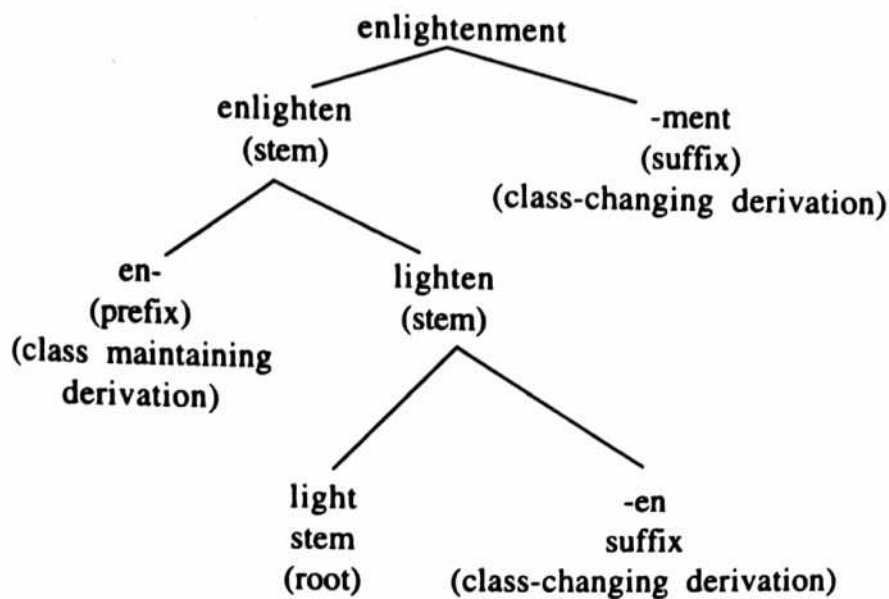 enlightenment
enlighten
(stem)
-ment
(suffix)
(class-changing derivation)
en-
(prefix)
(class maintaining
derivation)
lighten
(stem)
light
stem
(root)
-en
suffix
(class-changing derivation)